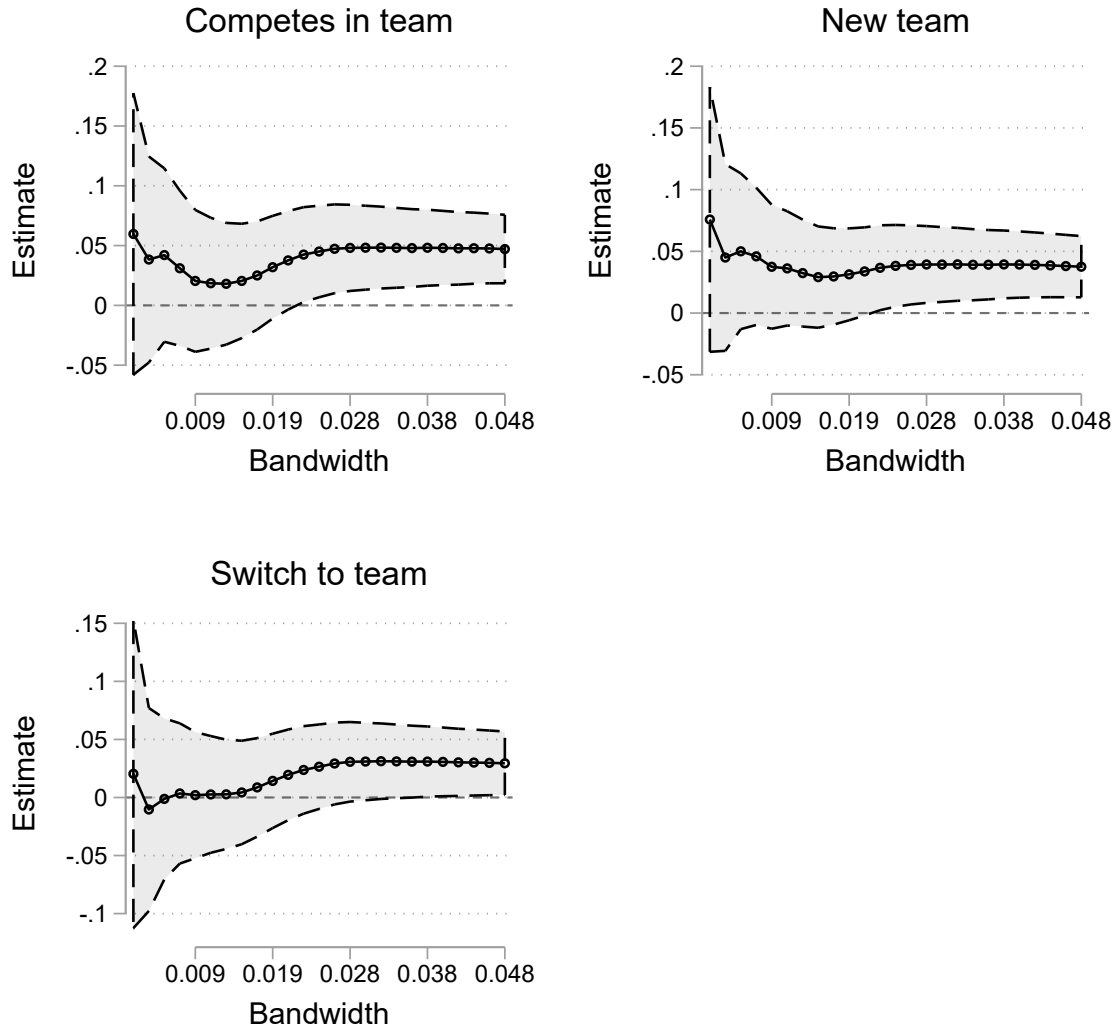 Competes in team
Estimate
.2
.15
.1
.05
0
-.05
0.009 0.019 0.028 0.038 0.048
Bandwidth
New team
Estimate
.2
.15
.1
.05
0
-.05
0.009 0.019 0.028 0.038 0.048
Bandwidth
Switch to team
Estimate
.15
.1
.05
0
-.05
-.1
0.009 0.019 0.028 0.038 0.048
Bandwidth